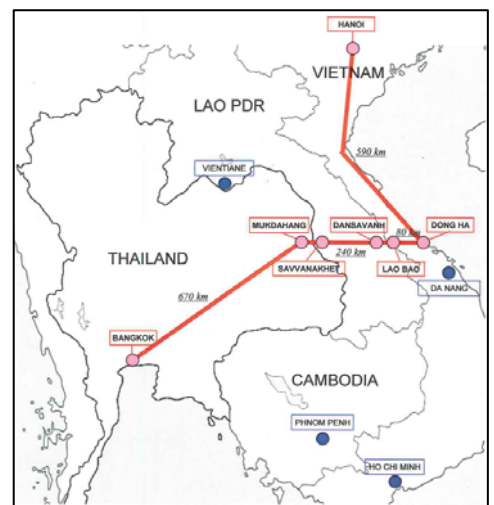 HANOI
VIETNAM
LAO PDR
590 km
VIENTIANE
MUKDAHANG
DANSAVANH
80 km
DONG HA
THAILAND
240 km
SAVVANAKHET
LAO BAO
DA NANG
670 km
BANGKOK
CAMBODIA
PHNOM PENH
HO CHI MINH